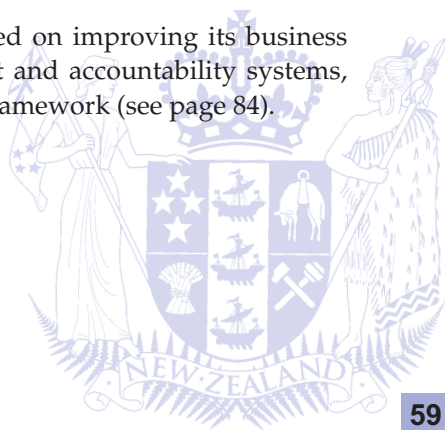 ed on improving its business
t and accountability systems,
amework (see page 84).
NEW·ZEALAND
59